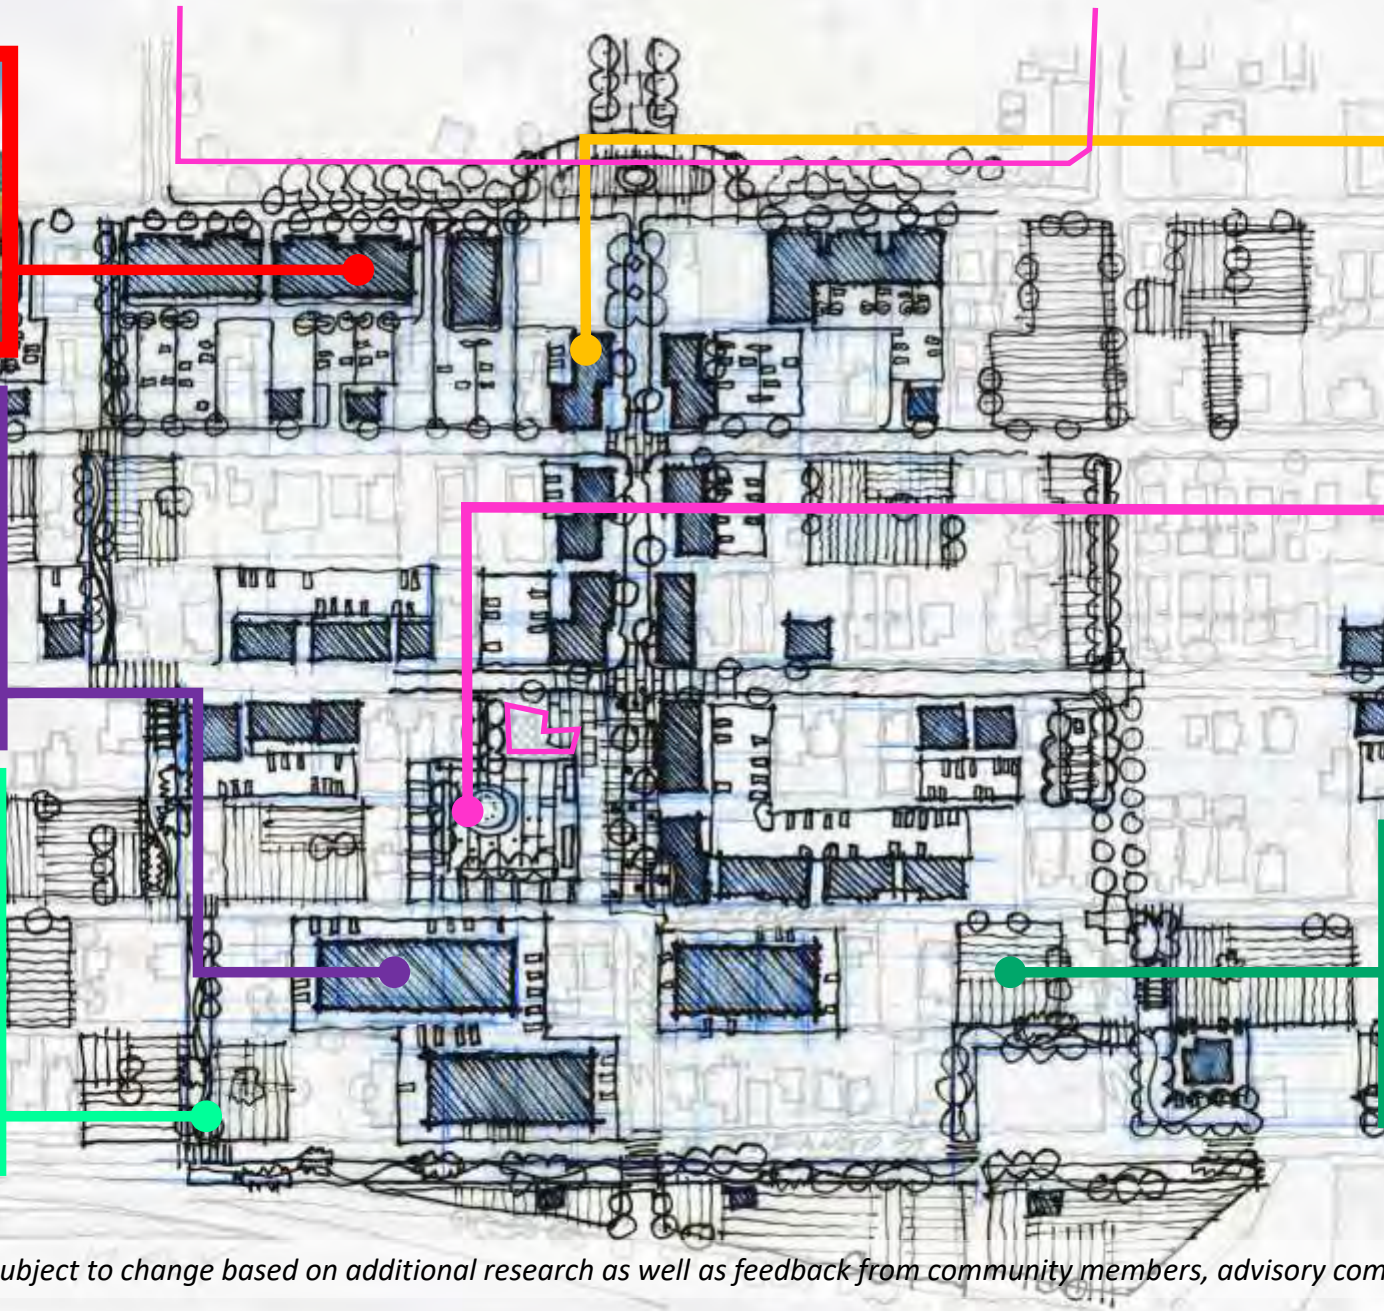 ubject to change based on additional research as well as feedback from community members, advisory com